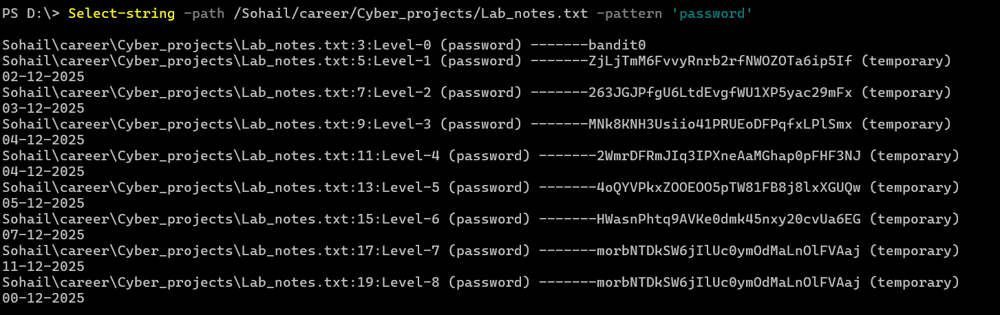 PS D:\> Select-string -path /Sohail/career/Cyber_projects/Lab_notes.txt -pattern 'password'
Sohail\career\Cyber_projects\Lab_notes.txt:3:Level-0 (password) -------bandit0
Sohail\career\Cyber_projects\Lab_notes.txt:5:Level-1 (password) -------ZjLjTmM6FvvyRnrb2rfNWOZOTa6ip5If (temporary)
02-12-2025
Sohail\career\Cyber_projects\Lab_notes.txt:7:Level-2 (password) -------263JGJPfgU6LtdEvgfWU1XP5yac29mFx (temporary)
03-12-2025
Sohail\career\Cyber_projects\Lab_notes.txt:9:Level-3 (password) -------MNk8KNH3Usiio41PRUEoDFPqfxLPlSmx (temporary)
04-12-2025
Sohail\career\Cyber_projects\Lab_notes.txt:11:Level-4 (password) -------2WmrDFRmJIq3IPXneAaMGhap0pFHF3NJ (temporary)
04-12-2025
Sohail\career\Cyber_projects\Lab_notes.txt:13:Level-5 (password) -------4oQYVPkxZOOEOO5pTW81FB8j8lxXGUQw (temporary)
05-12-2025
Sohail\career\Cyber_projects\Lab_notes.txt:15:Level-6 (password) -------HWasnPhtq9AVKe0dmk45nxy20cvUa6EG (temporary)
07-12-2025
Sohail\career\Cyber_projects\Lab_notes.txt:17:Level-7 (password) -------morbNTDkSW6jIlUc0ymOdMaLnOlFVAaj (temporary)
11-12-2025
Sohail\career\Cyber_projects\Lab_notes.txt:19:Level-8 (password) -------morbNTDkSW6jIlUc0ymOdMaLnOlFVAaj (temporary)
00-12-2025